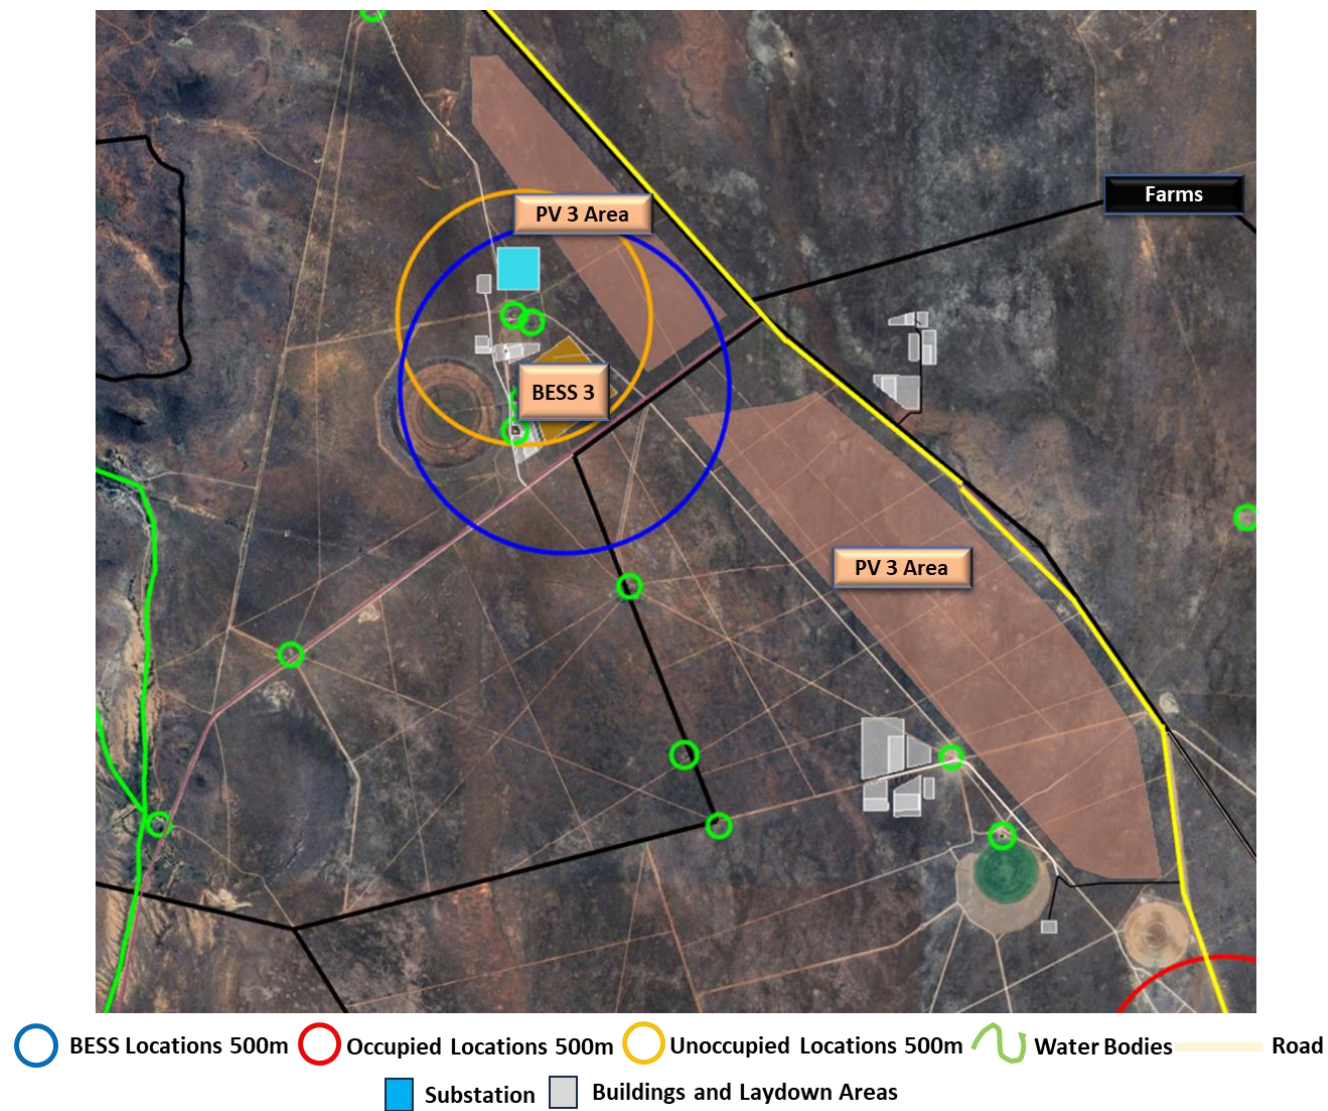 Farms
PV 3 Area
BESS 3
PV 3 Area
BESS Locations 500m
Occupied Locations 500m
Unoccupied Locations 500m
Water Bodies
Road
Substation
Buildings and Laydown Areas